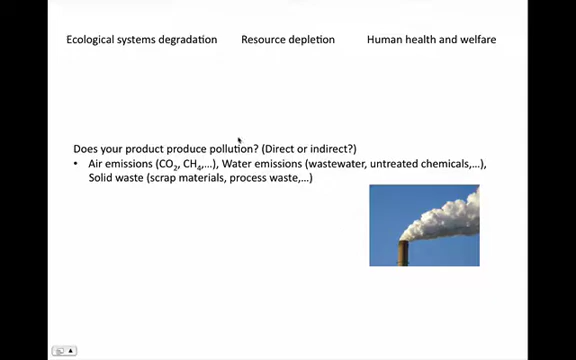 Ecological systems degradation Resource depletion Human health and welfare
Does your product produce pollution? (Direct or indirect?)
• Air emissions (CO₂, CH₄,…), Water emissions (wastewater, untreated chemicals,…),
Solid waste (scrap materials, process waste,…)